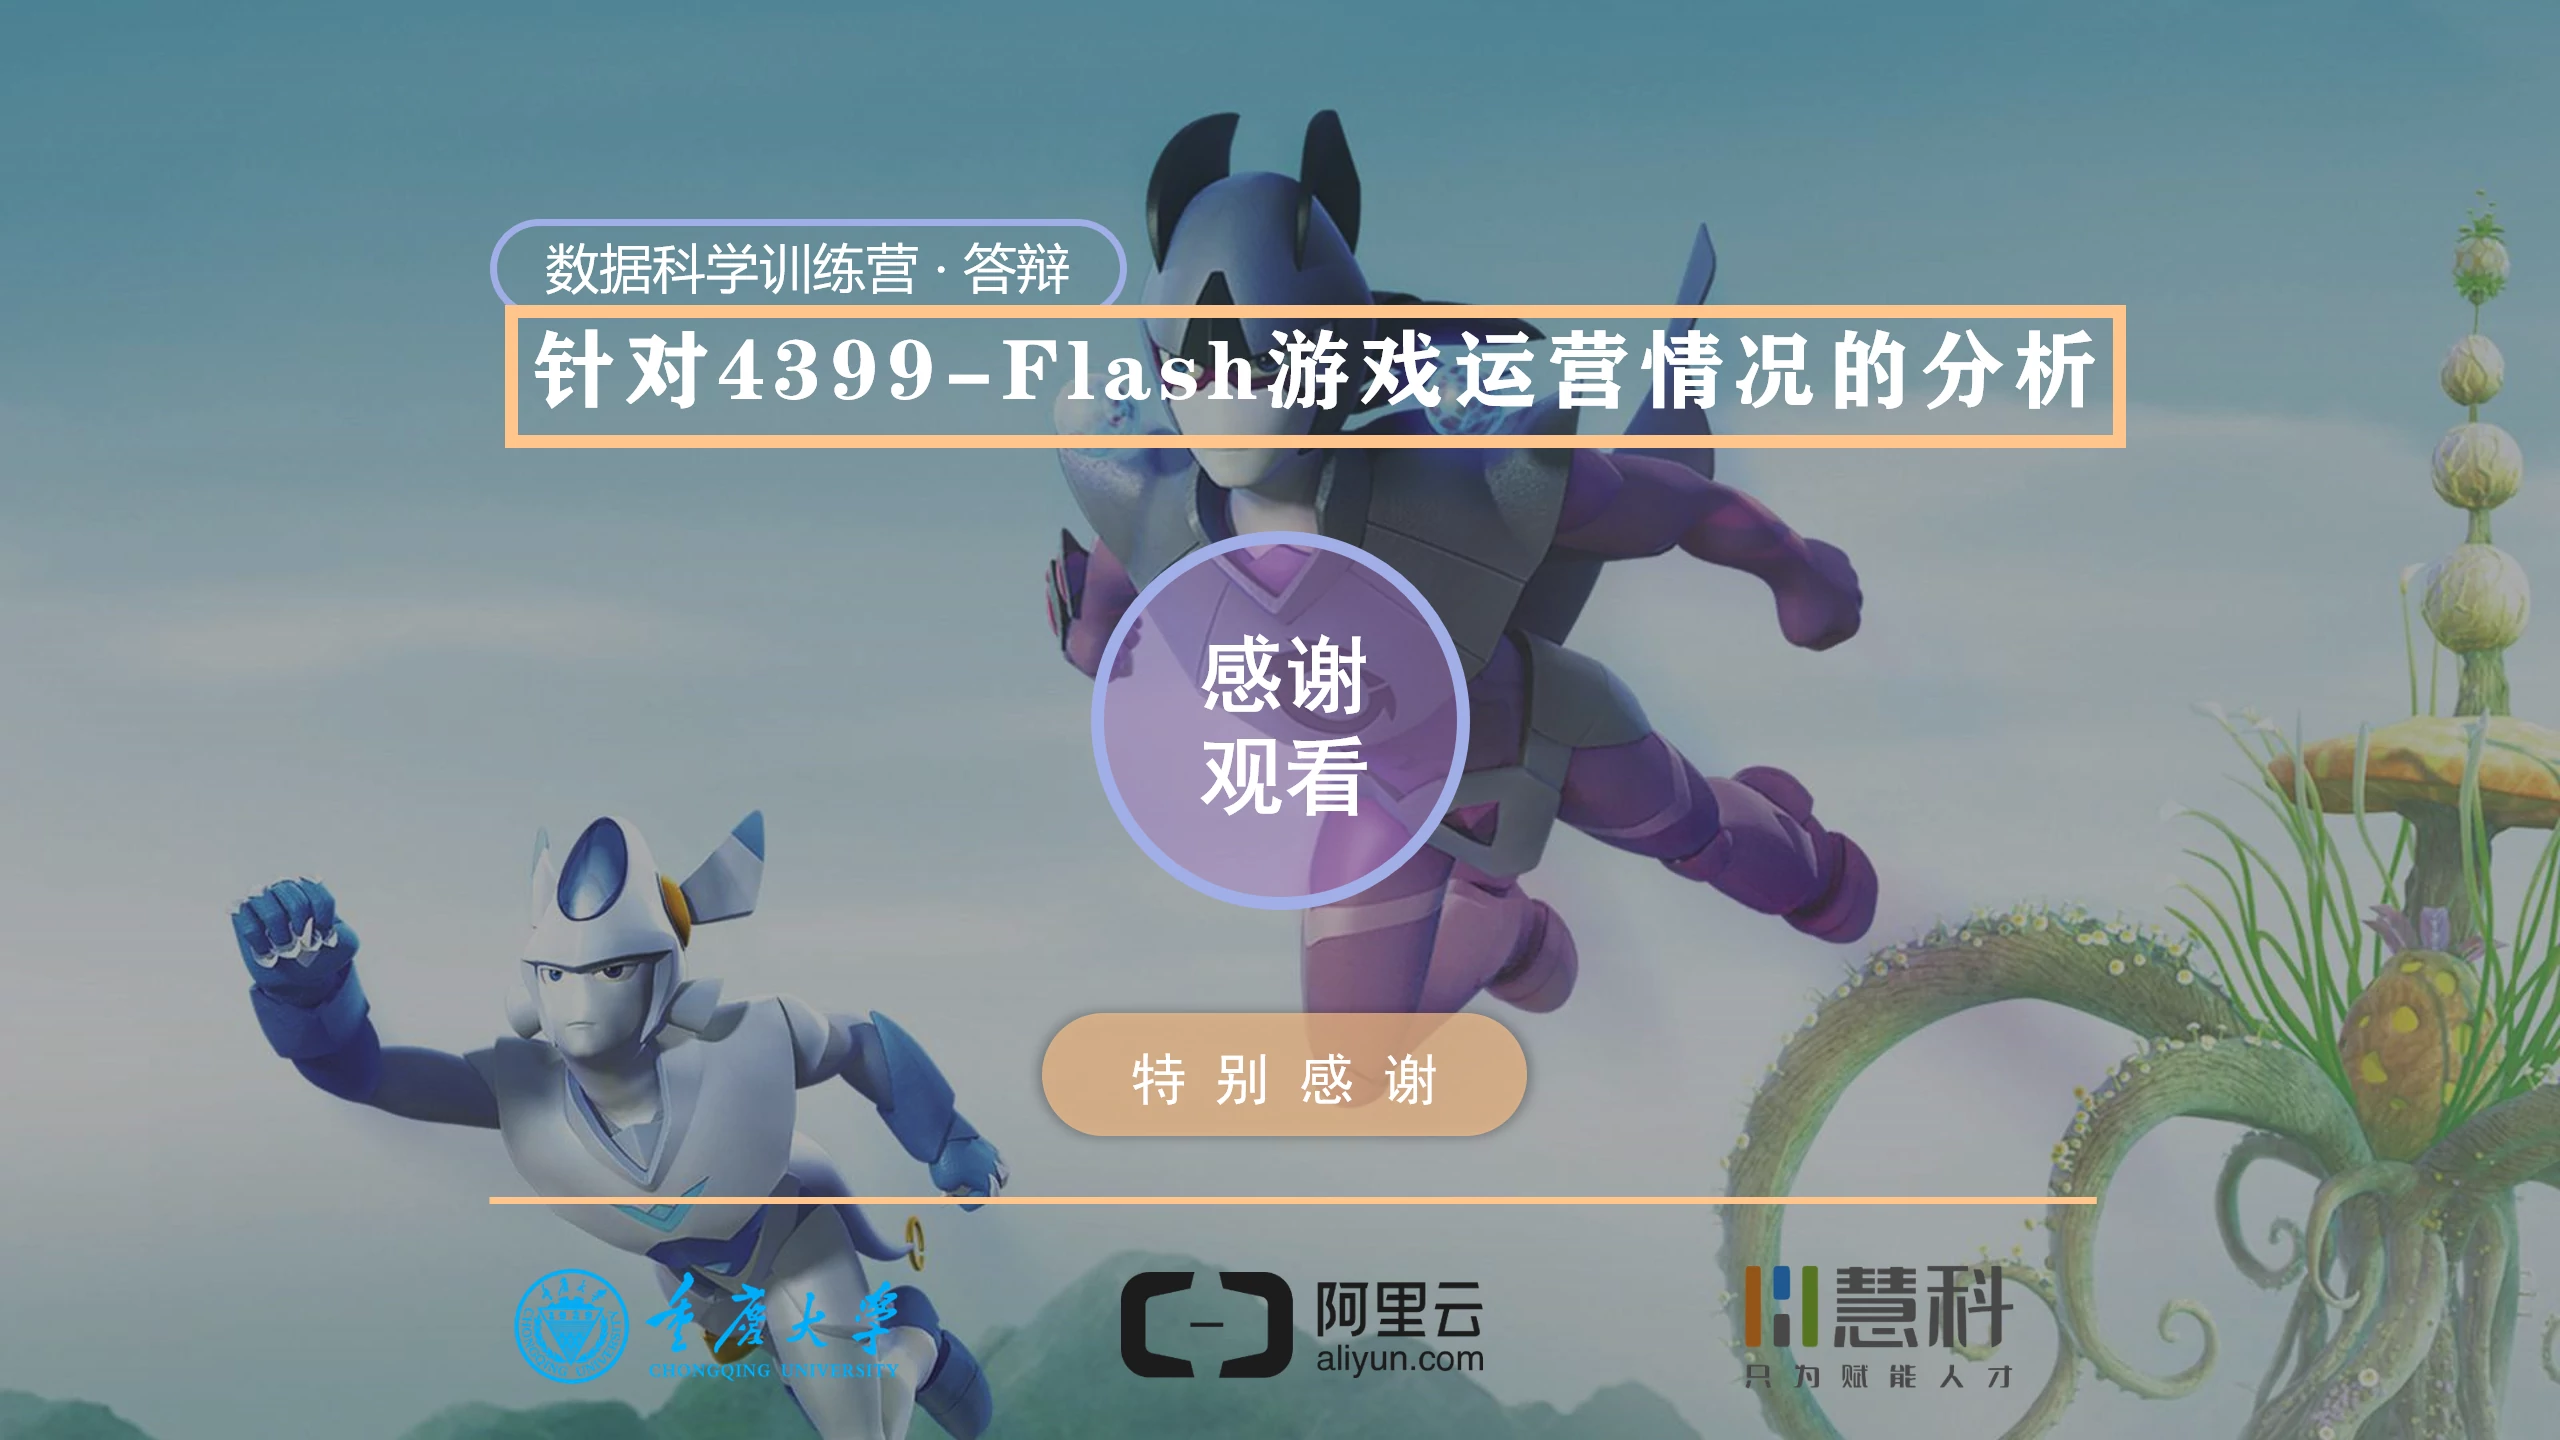 数据科学训练营·答辩
针对4399-Flash游戏运营情况的分析
感谢
观看
特别感谢
重庆大学
CHONGQING UNIVERSITY
阿里云
aliyun.com
慧科
只为赋能人才